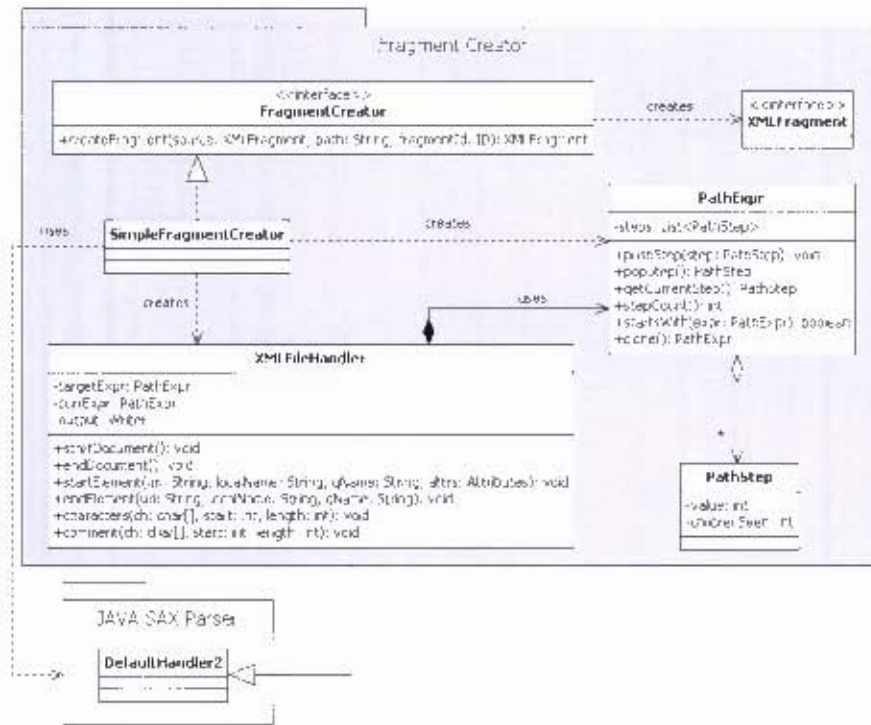 Fragment Creator
<<interface>>
FragmentCreator
+createFragment(source: XMLFragment, path: String, fragmentId: ID): XMLFragment
creates
<<interface>>
XMLFragment
uses
SimpleFragmentCreator
creates
PathExpr
-steps: List<PathStep>
+pushStep(step: PathStep): void
+popStep(): PathStep
+getCurrentStep(): PathStep
+stepCount(): int
+startsWith(expr: PathExpr): boolean
+clone(): PathExpr
creates
uses
XMLFileHandler
-targetExpr: PathExpr
-currExpr: PathExpr
-output: Writer
+startDocument(): void
+endDocument(): void
+startElement(uri: String, localName: String, qName: String, attrs: Attributes): void
+endElement(uri: String, localName: String, qName: String): void
+characters(ch: char[], start: int, length: int): void
+comment(ch: char[], start: int, length: int): void
*
PathStep
-value: int
int
JAVA SAX Parser
DefaultHandler2